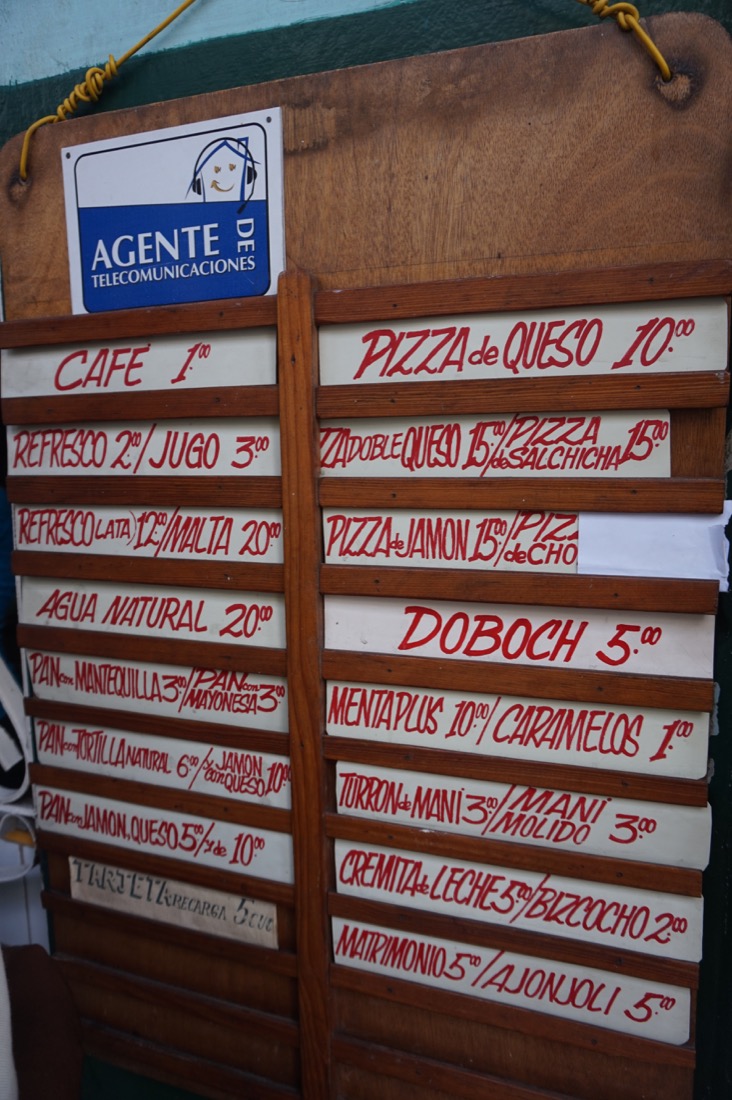 AGENTE DE
TELECOMUNICACIONES
CAFÉ 1.00
REFRESCO 2.00/JUGO 3.00
REFRESCO LATA) 12.00/MALTA 20.00
AGUA NATURAL 20.00
PAN con MANTEQUILLA 3.00/PAN con MAYONESA 3.00
PAN con TORTILLA NATURAL 6.00/y JAMON con QUESO 10.00
PAN con JAMON, QUESO 5.00/y de 10.00
TARJETA RECARGA 5 CUC
PIZZA de QUESO 10.00
ZZA DOBLE QUESO 15.00/PIZZA de SALCHICHA 15.00
PIZZA de JAMON 15.00/PIZZ de CHO
DOBOCH 5.00
MENTA PLUS 10.00/CARAMELOS 1.00
TURRON de MANI 3.00/MANI MOLIDO 3.00
CREMITA de LECHE 5.00/BIZCOCHO 2.00
MATRIMONIO 5.00/AJONJOLI 5.00